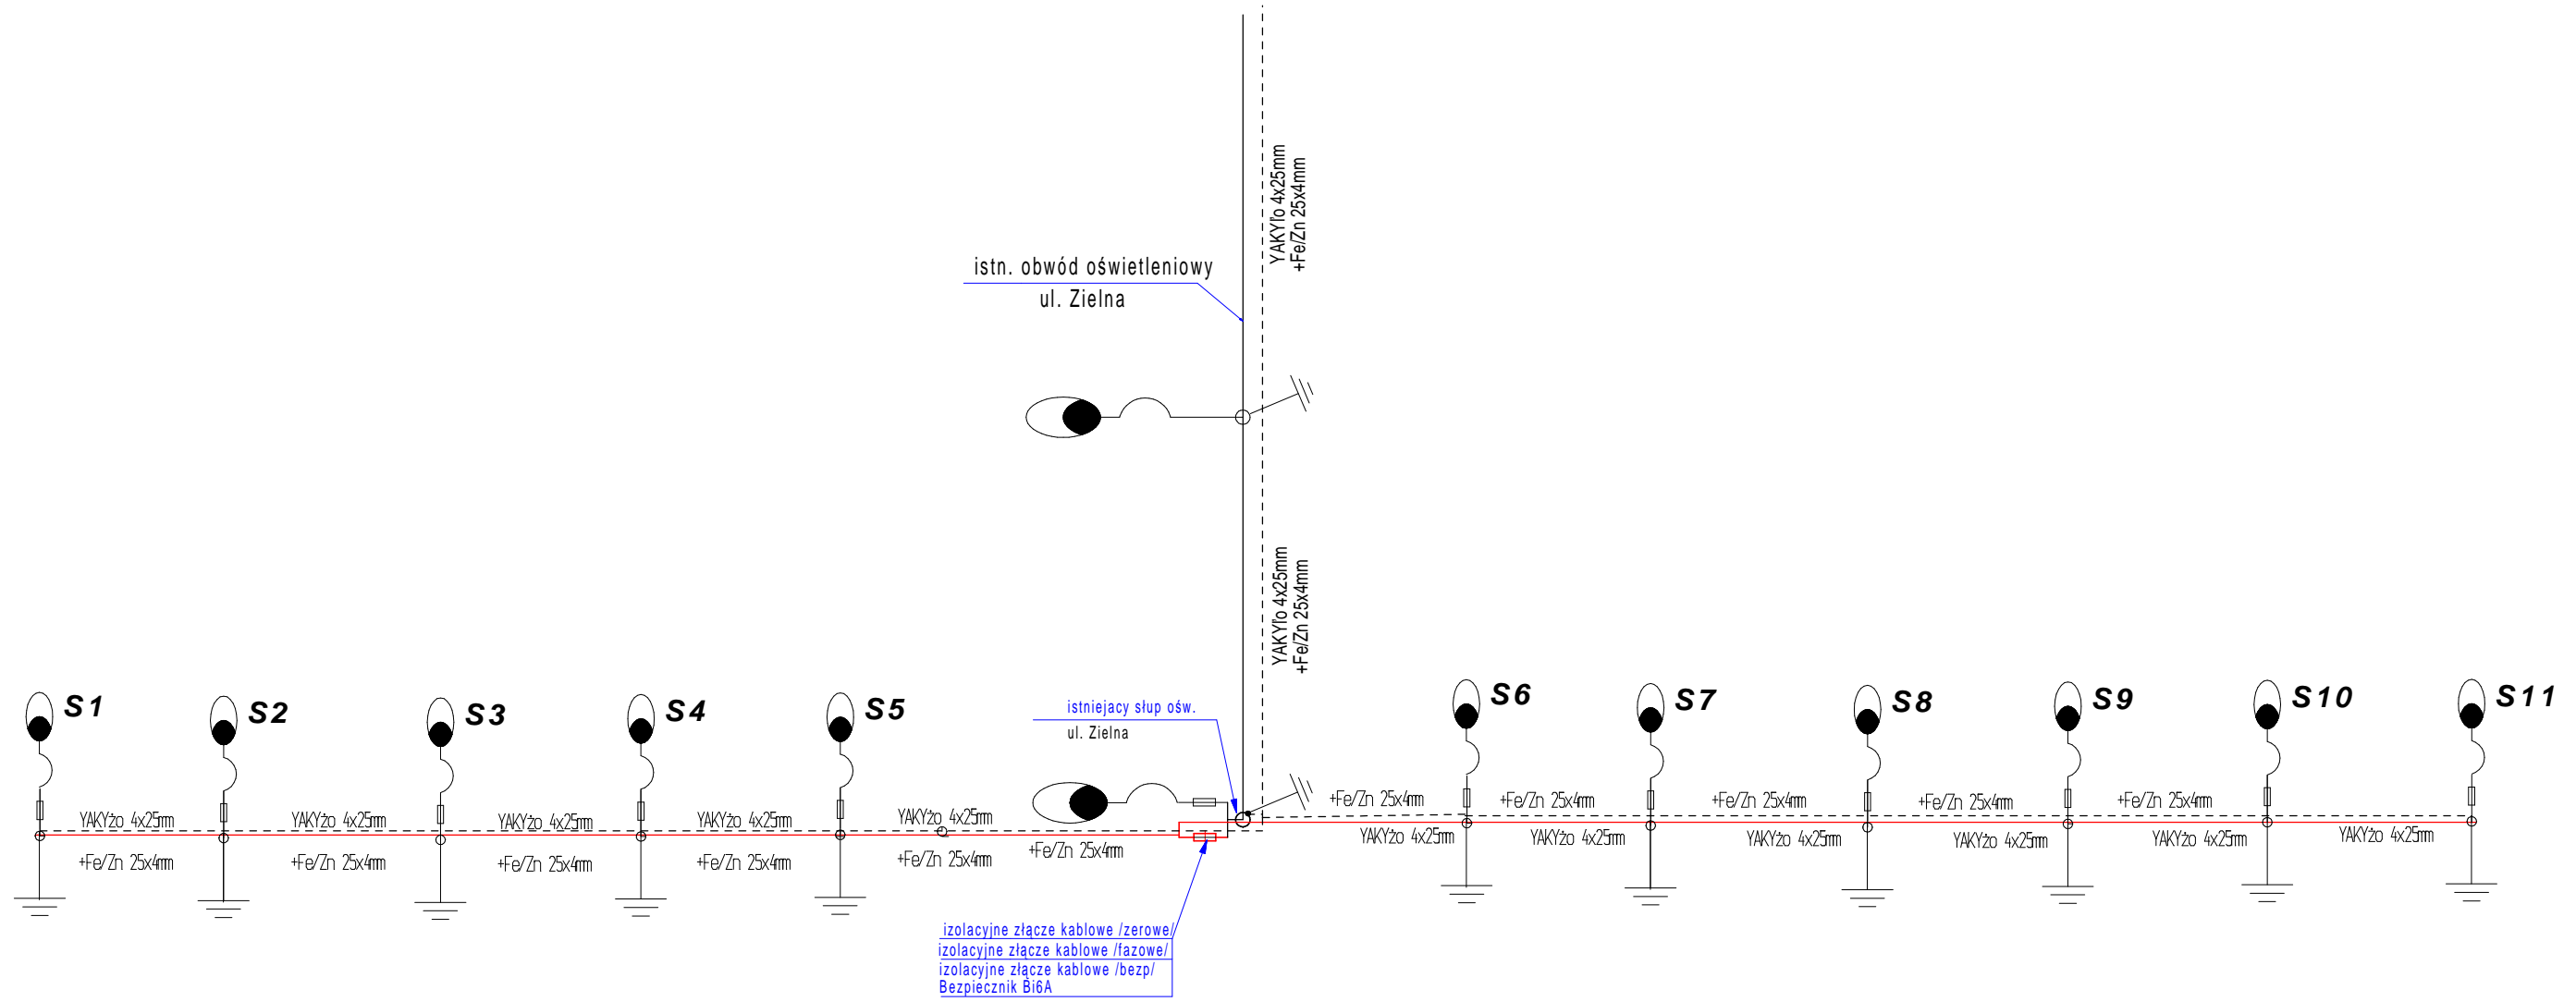 YAKYľo 4x25mm
+Fe/Zn 25x4mm
istn. obwód oświetleniowy
ul. Zielna
YAKYľo 4x25mm
+Fe/Zn 25x4mm
S1
S2
S3
S4
S5
istniejacy słup ośw.
ul. Zielna
S6
S7
S8
S9
S10
S11
+Fe/Zn 25x4mm
+Fe/Zn 25x4mm
+Fe/Zn 25x4mm
+Fe/Zn 25x4mm
+Fe/Zn 25x4mm
YAKYżo 4x25mm
YAKYżo 4x25mm
YAKYżo 4x25mm
YAKYżo 4x25mm
YAKYżo 4x25mm
YAKYżo 4x25mm
YAKYżo 4x25mm
YAKYżo 4x25mm
YAKYżo 4x25mm
YAKYżo 4x25mm
YAKYżo 4x25mm
+Fe/Zn 25x4mm
+Fe/Zn 25x4mm
+Fe/Zn 25x4mm
+Fe/Zn 25x4mm
+Fe/Zn 25x4mm
+Fe/Zn 25x4mm
izolacyjne złącze kablowe /zerowe/
izolacyjne złącze kablowe /fazowe/
izolacyjne złącze kablowe /bezp/
Bezpiecznik Bi6A